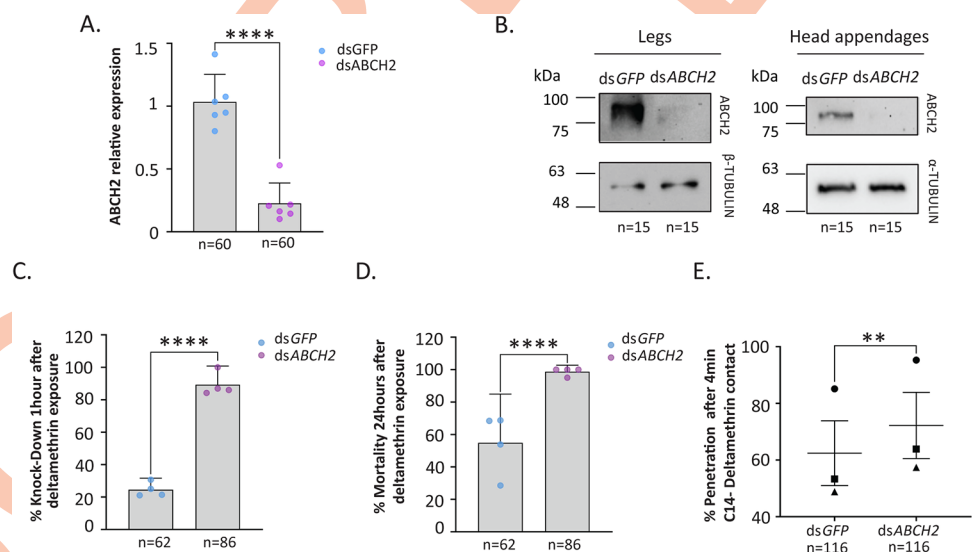 A.
ABCH2 relative expression
1.5
1
0.5
0
****
dsGFP
dsABCH2
n=60
n=60
B.
Legs
Head appendages
kDa
dsGFP
dsABCH2
100
75
ABCH2
63
48
β-TUBULIN
n=15
n=15
kDa
dsGFP
dsABCH2
100
75
ABCH2
63
48
α-TUBULIN
n=15
n=15
C.
% Knock-Down 1hour after
deltamethrin exposure
120
100
80
60
40
20
0
****
dsGFP
dsABCH2
n=62
n=86
D.
% Mortality 24hours after
deltamethrin exposure
120
100
80
60
40
20
0
****
dsGFP
dsABCH2
n=62
n=86
E.
% Penetration after 4min
C14- Deltamethrin contact
100
80
60
40
**
dsGFP
dsABCH2
n=116
n=116